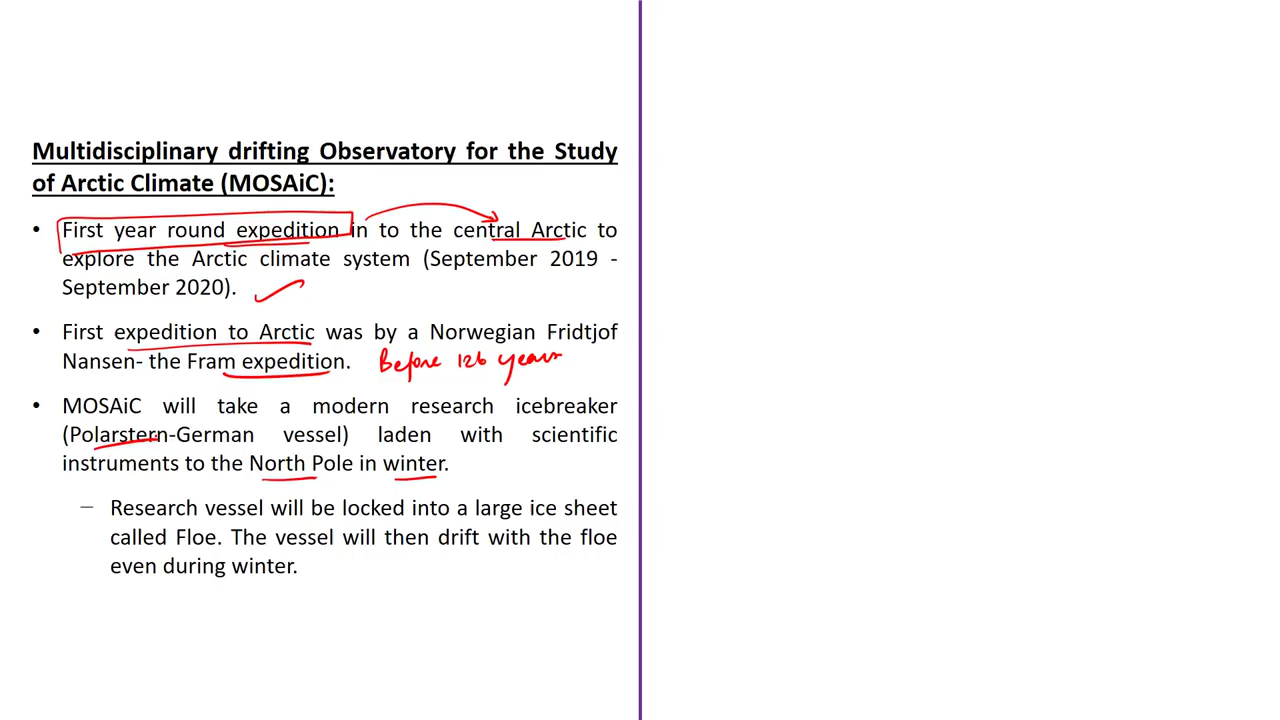 Multidisciplinary drifting Observatory for the Study
of Arctic Climate (MOSAiC):
• First year round expedition in to the central Arctic to
explore the Arctic climate system (September 2019 -
September 2020).
• First expedition to Arctic was by a Norwegian Fridtjof
Nansen- the Fram expedition. Before 126 years
• MOSAiC will take a modern research icebreaker
(Polarstern-German vessel) laden with scientific
instruments to the North Pole in winter.
– Research vessel will be locked into a large ice sheet
called Floe. The vessel will then drift with the floe
even during winter.